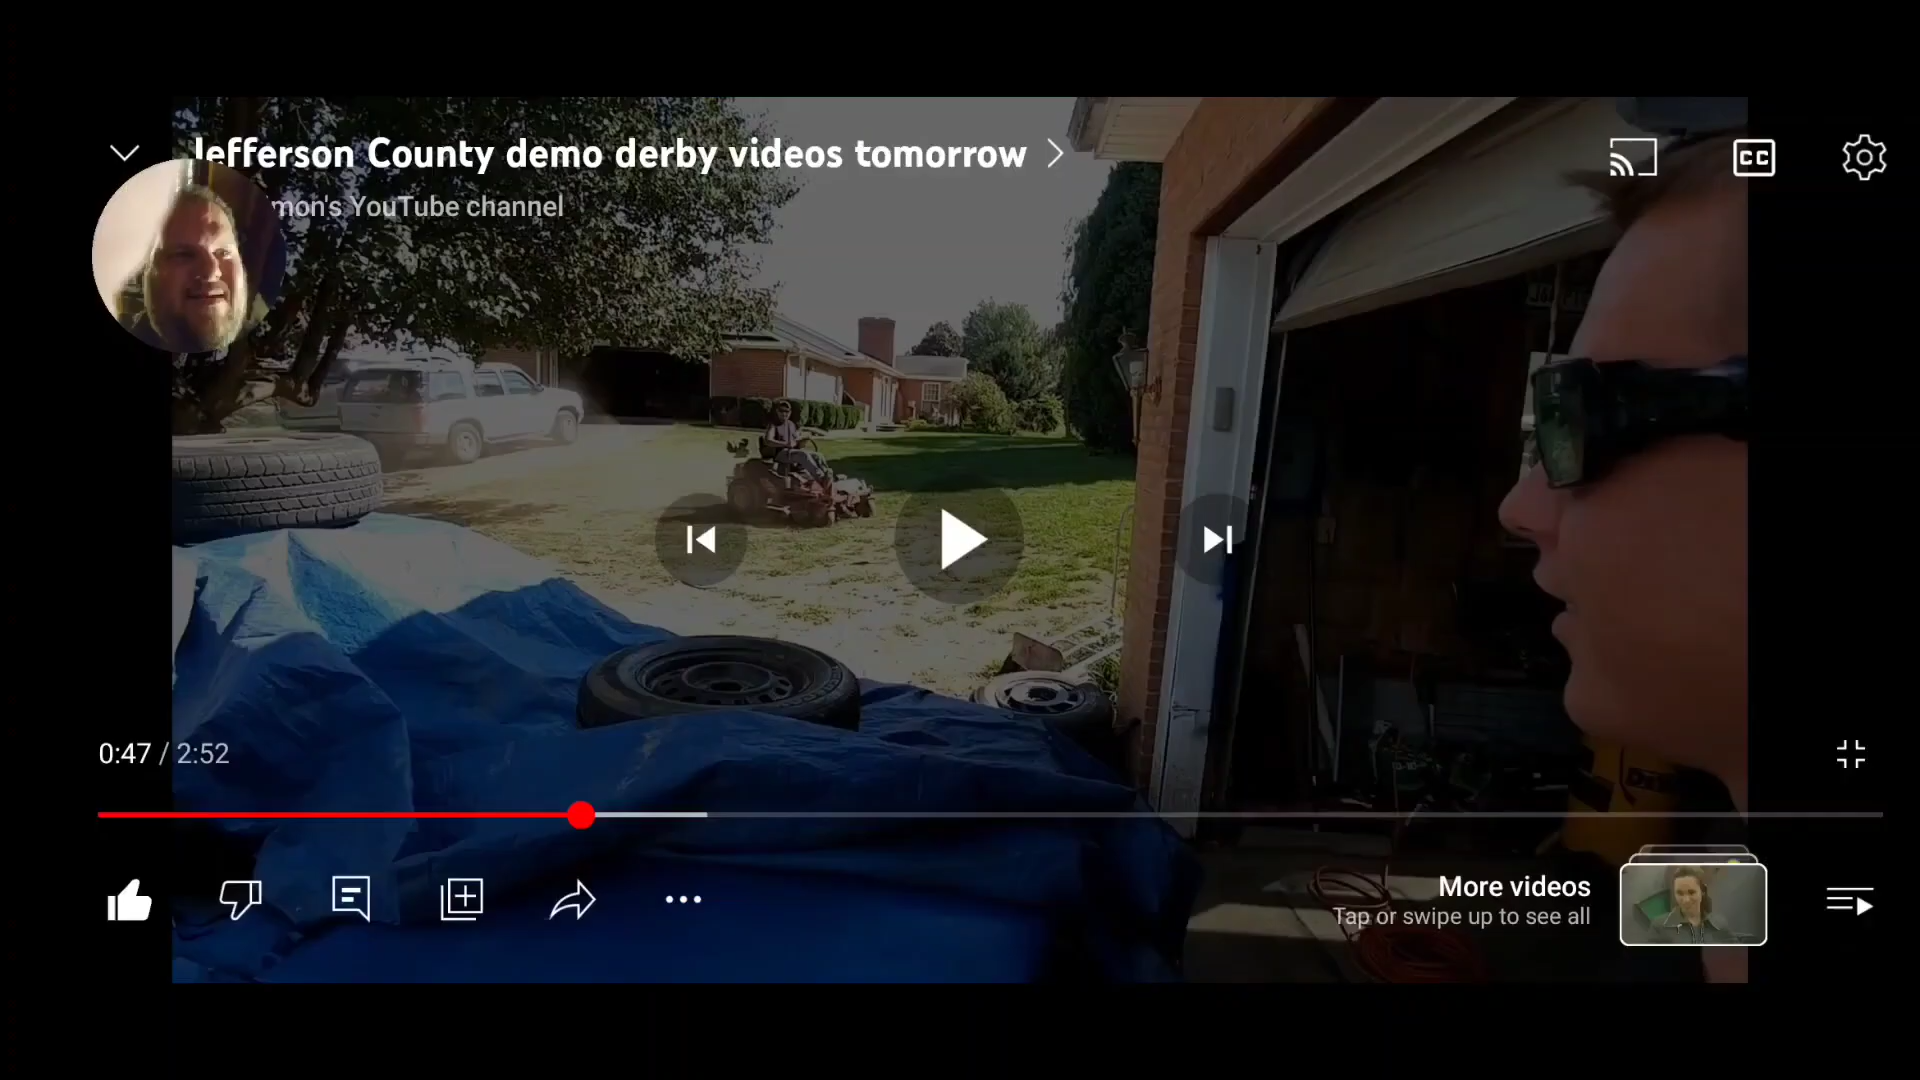 Jefferson County demo derby videos tomorrow
mon's YouTube channel
CC
0:47 / 2:52
More videos
Tap or swipe up to see all